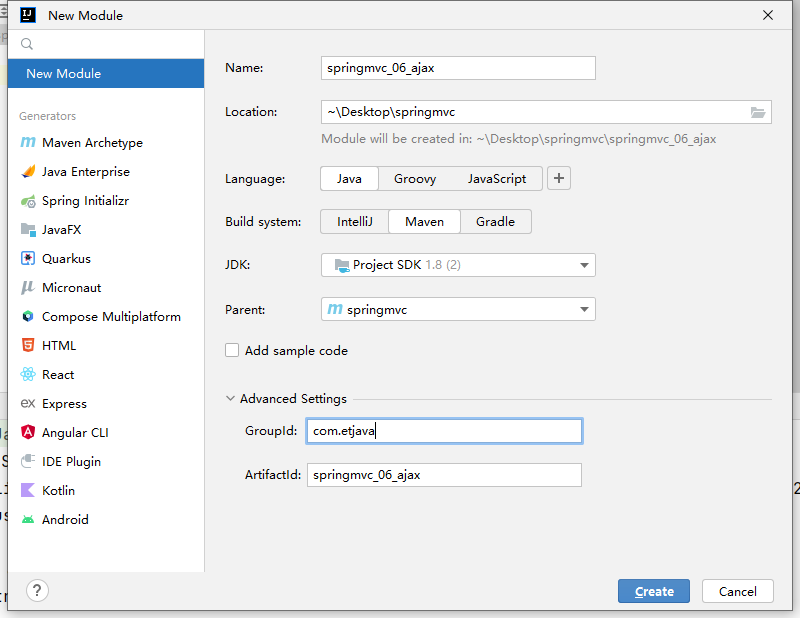 New Module
New Module
Generators
Maven Archetype
Java Enterprise
Spring Initializr
JavaFX
Quarkus
Micronaut
Compose Multiplatform
HTML
React
Express
Angular CLI
IDE Plugin
Kotlin
Android
Name: springmvc_06_ajax
Location: ~\Desktop\springmvc
Module will be created in: ~\Desktop\springmvc\springmvc_06_ajax
Language: Java Groovy JavaScript +
Build system: IntelliJ Maven Gradle
JDK: Project SDK 1.8 (2)
Parent: springmvc
Add sample code
Advanced Settings
GroupId: com.etjava
ArtifactId: springmvc_06_ajax
? Create Cancel